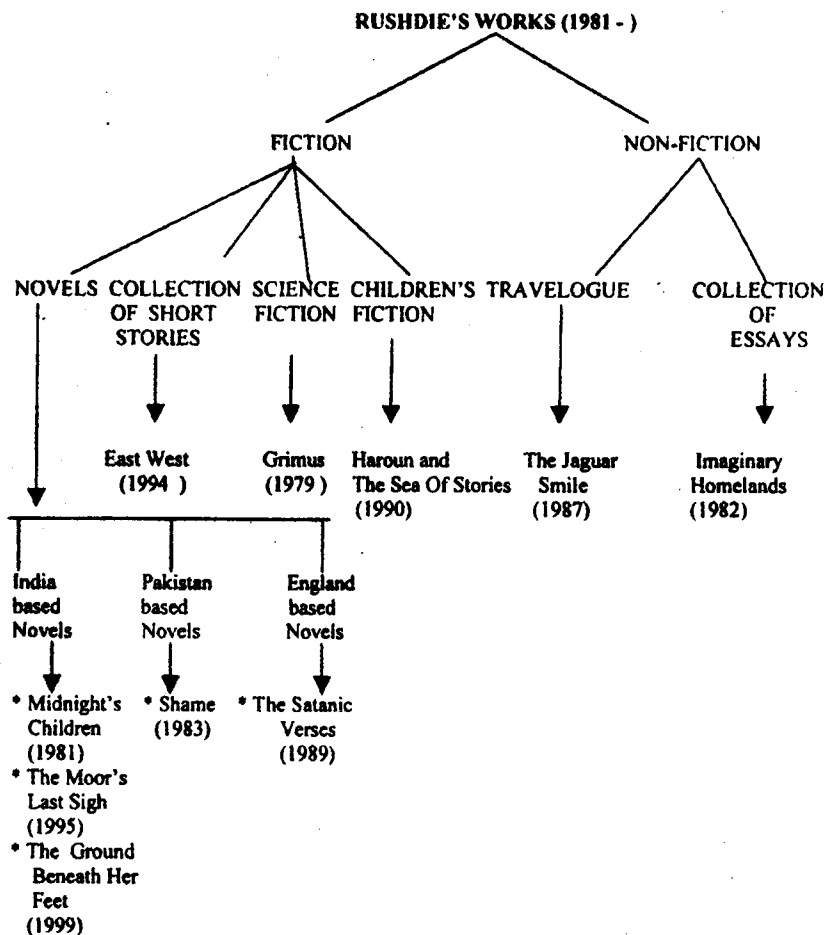 RUSHDIE'S WORKS (1981 - )
FICTION
NON-FICTION
NOVELS
COLLECTION
OF SHORT
STORIES
SCIENCE
FICTION
CHILDREN'S
FICTION
TRAVELOGUE
COLLECTION
OF
ESSAYS
East West
(1994 )
Grimus
(1979 )
Haroun and
The Sea Of Stories
(1990)
The Jaguar
Smile
(1987)
Imaginary
Homelands
(1982)
India
based
Novels
Pakistan
based
Novels
England
based
Novels
* Midnight's
Children
(1981)
* The Moor's
Last Sigh
(1995)
* The Ground
Beneath Her
Feet
(1999)
* Shame
(1983)
* The Satanic
Verses
(1989)